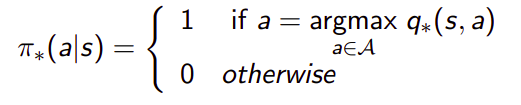 π∗(a|s) = { 1 if a = argmax q∗(s, a)
a∈𝒜
0 otherwise